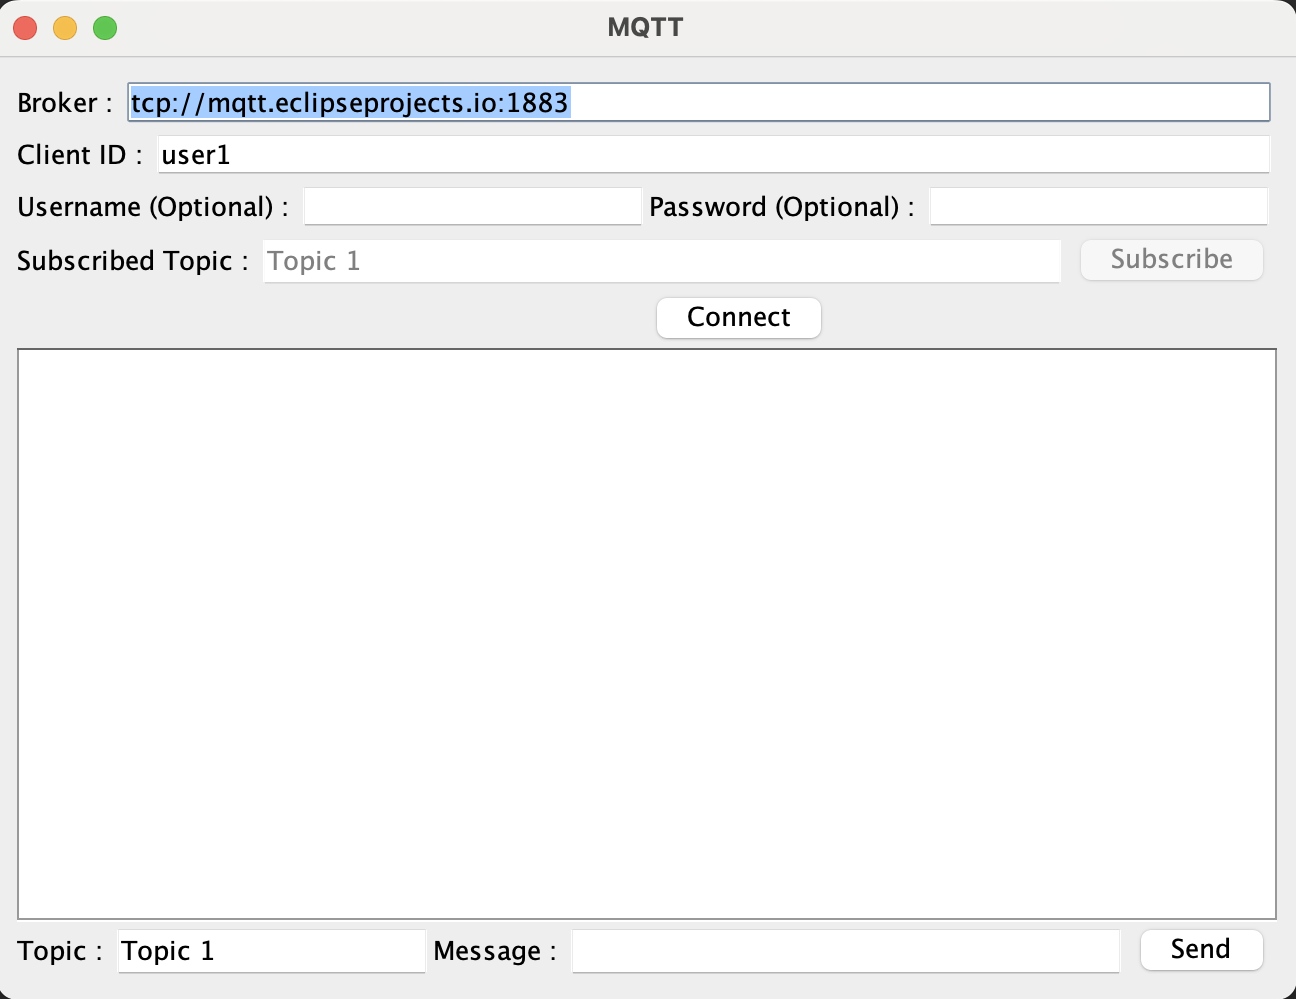 MQTT
Broker : tcp://mqtt.eclipseprojects.io:1883
Client ID : user1
Username (Optional) : Password (Optional) :
Subscribed Topic : Topic 1 Subscribe
Connect
Topic : Topic 1 Message : Send